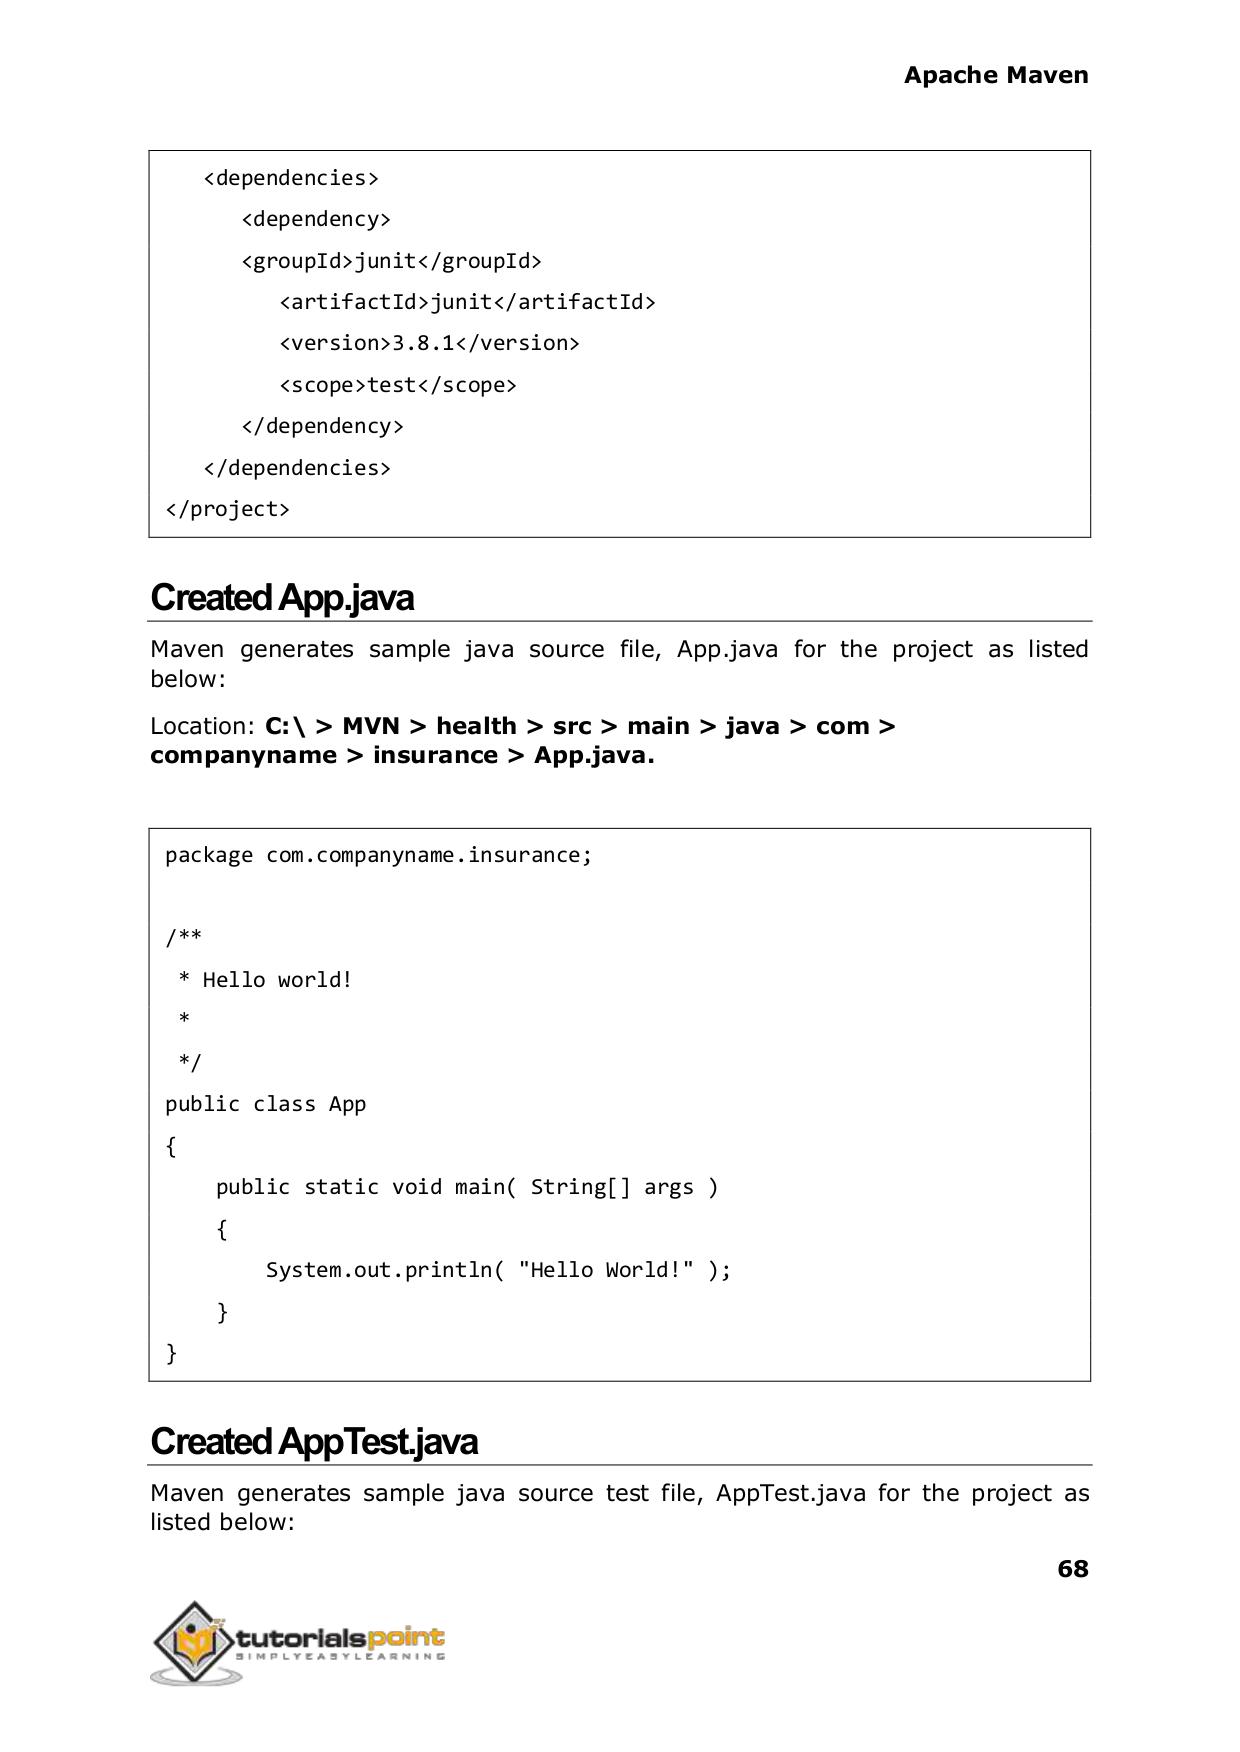 Apache Maven
<dependencies>
<dependency>
<groupId>junit</groupId>
<artifactId>junit</artifactId>
<version>3.8.1</version>
<scope>test</scope>
</dependency>
</dependencies>
</project>
Created App.java
Maven generates sample java source file, App.java for the project as listed
below:
Location: C:\ > MVN > health > src > main > java > com >
companyname > insurance > App.java.
package com.companyname.insurance;
/**
* Hello world!
*
*/
public class App
{
public static void main( String[] args )
{
System.out.println( "Hello World!" );
}
}
Created AppTest.java
Maven generates sample java source test file, AppTest.java for the project as
listed below:
68
tutorialspoint
SIMPLYEASYLEARNING